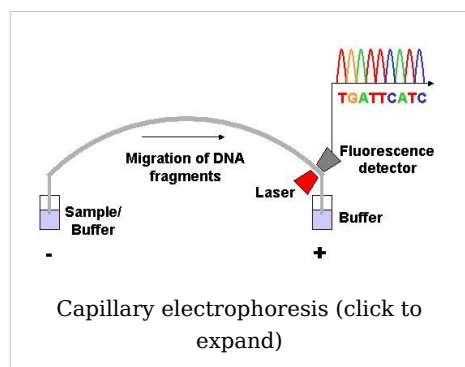 TGATTCATC
Migration of DNA
fragments
Fluorescence
detector
Laser
Sample/
Buffer
Buffer
-
+
Capillary electrophoresis (click to
expand)